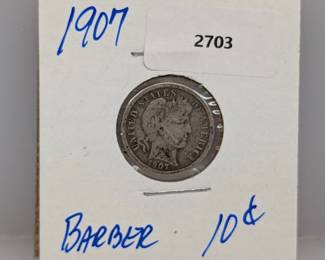 1907
2703
UNITED STATES OF AMERICA
1907
BARBER 10¢